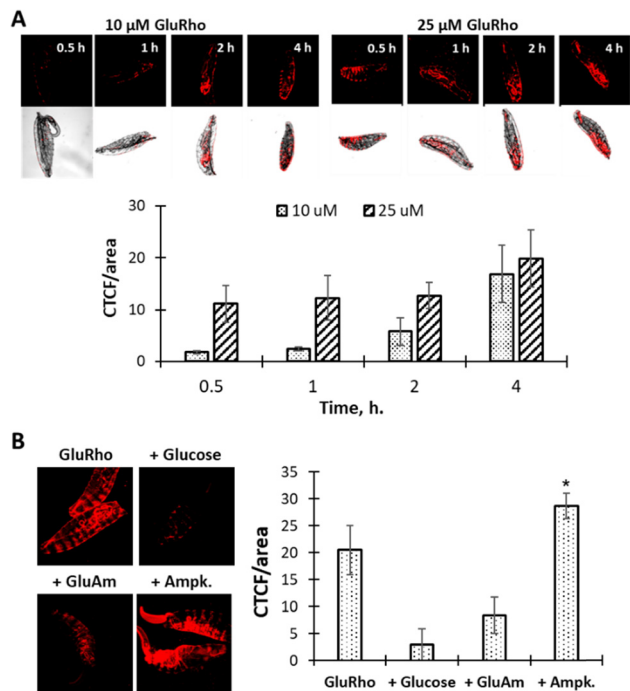 A
10 µM GluRho
25 µM GluRho
0.5 h
1 h
2 h
4 h
0.5 h
1 h
2 h
4 h
10 uM
25 uM
30
20
10
0
CTCF/area
0.5
1
2
4
Time, h.
B
GluRho
+ Glucose
+ GluAm
+ Ampk.
35
30
25
20
15
10
5
0
CTCF/area
*
GluRho
+ Glucose
+ GluAm
+ Ampk.